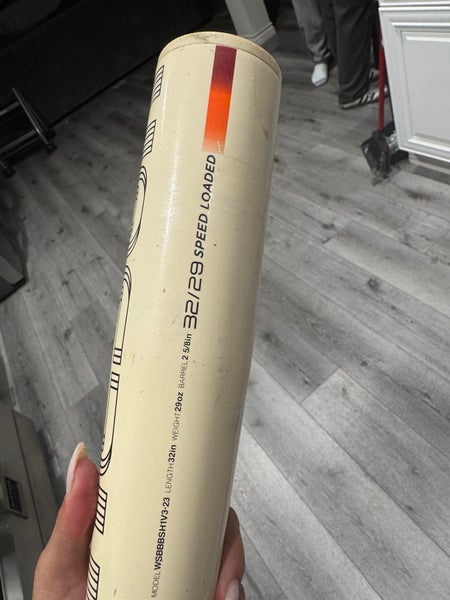 32/29 SPEED LOADED
MODEL WSBBBSH1V3-23 LENGTH 32in WEIGHT 29oz BARREL 2 5/8in